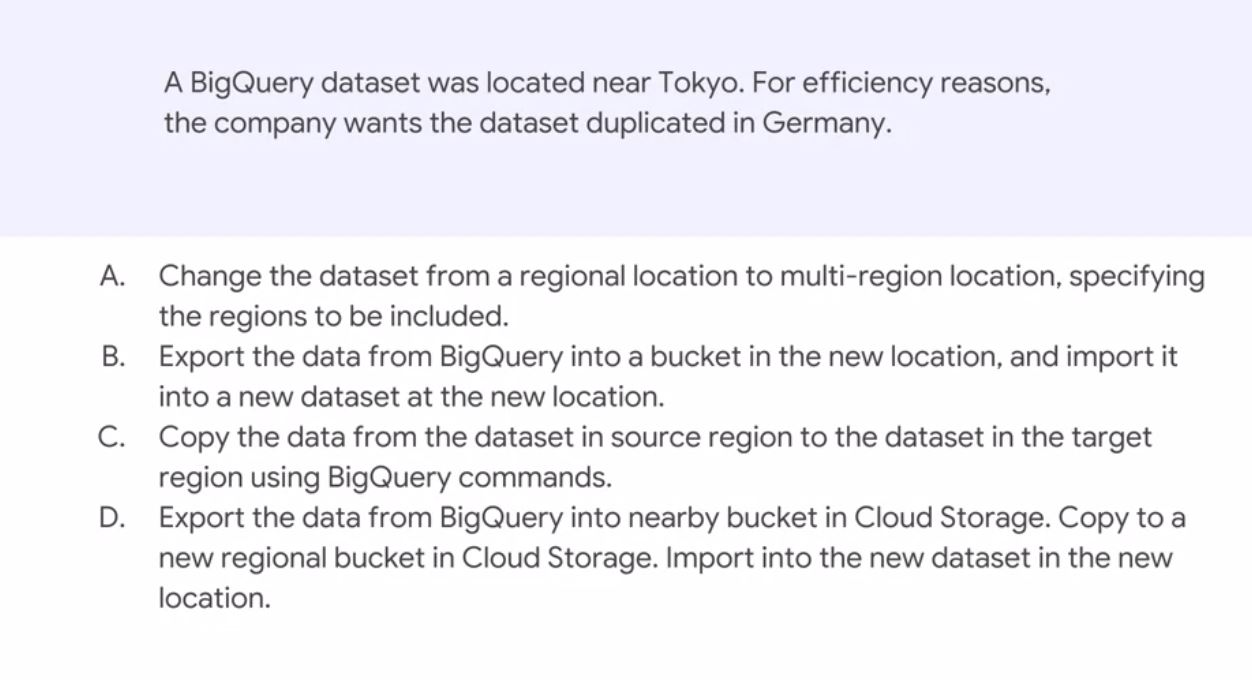 A BigQuery dataset was located near Tokyo. For efficiency reasons,
the company wants the dataset duplicated in Germany.
A. Change the dataset from a regional location to multi-region location, specifying
the regions to be included.
B. Export the data from BigQuery into a bucket in the new location, and import it
into a new dataset at the new location.
C. Copy the data from the dataset in source region to the dataset in the target
region using BigQuery commands.
D. Export the data from BigQuery into nearby bucket in Cloud Storage. Copy to a
new regional bucket in Cloud Storage. Import into the new dataset in the new
location.